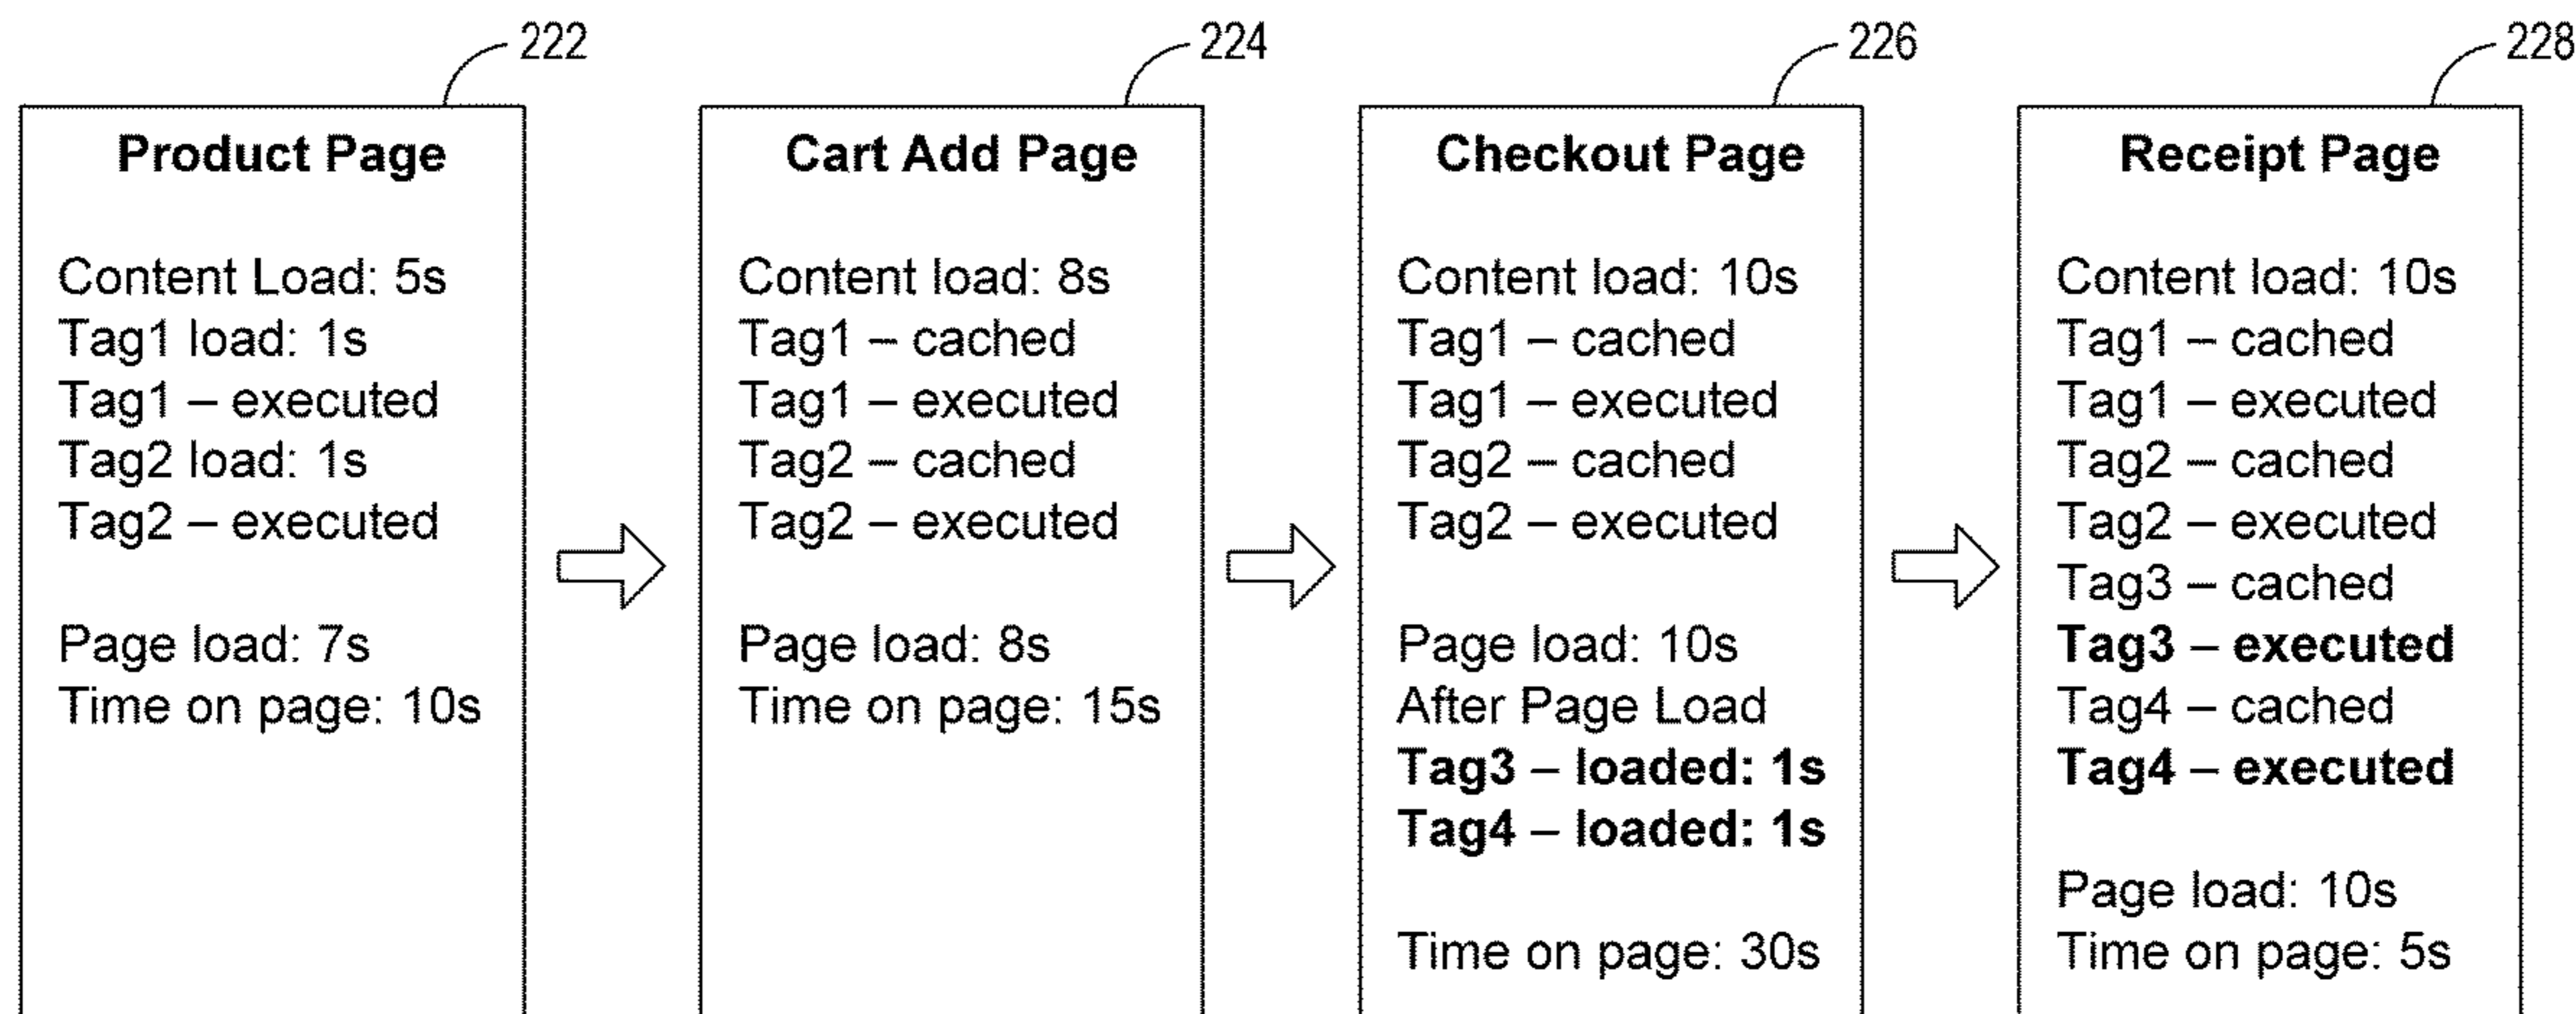 222
Product Page
Content Load: 5s
Tag1 load: 1s
Tag1 – executed
Tag2 load: 1s
Tag2 – executed
Page load: 7s
Time on page: 10s
224
Cart Add Page
Content load: 8s
Tag1 – cached
Tag1 – executed
Tag2 – cached
Tag2 – executed
Page load: 8s
Time on page: 15s
226
Checkout Page
Content load: 10s
Tag1 – cached
Tag1 – executed
Tag2 – cached
Tag2 – executed
Page load: 10s
After Page Load
Tag3 – loaded: 1s
Tag4 – loaded: 1s
Time on page: 30s
228
Receipt Page
Content load: 10s
Tag1 – cached
Tag1 – executed
Tag2 – cached
Tag2 – executed
Tag3 – cached
Tag3 – executed
Tag4 – cached
Tag4 – executed
Page load: 10s
Time on page: 5s